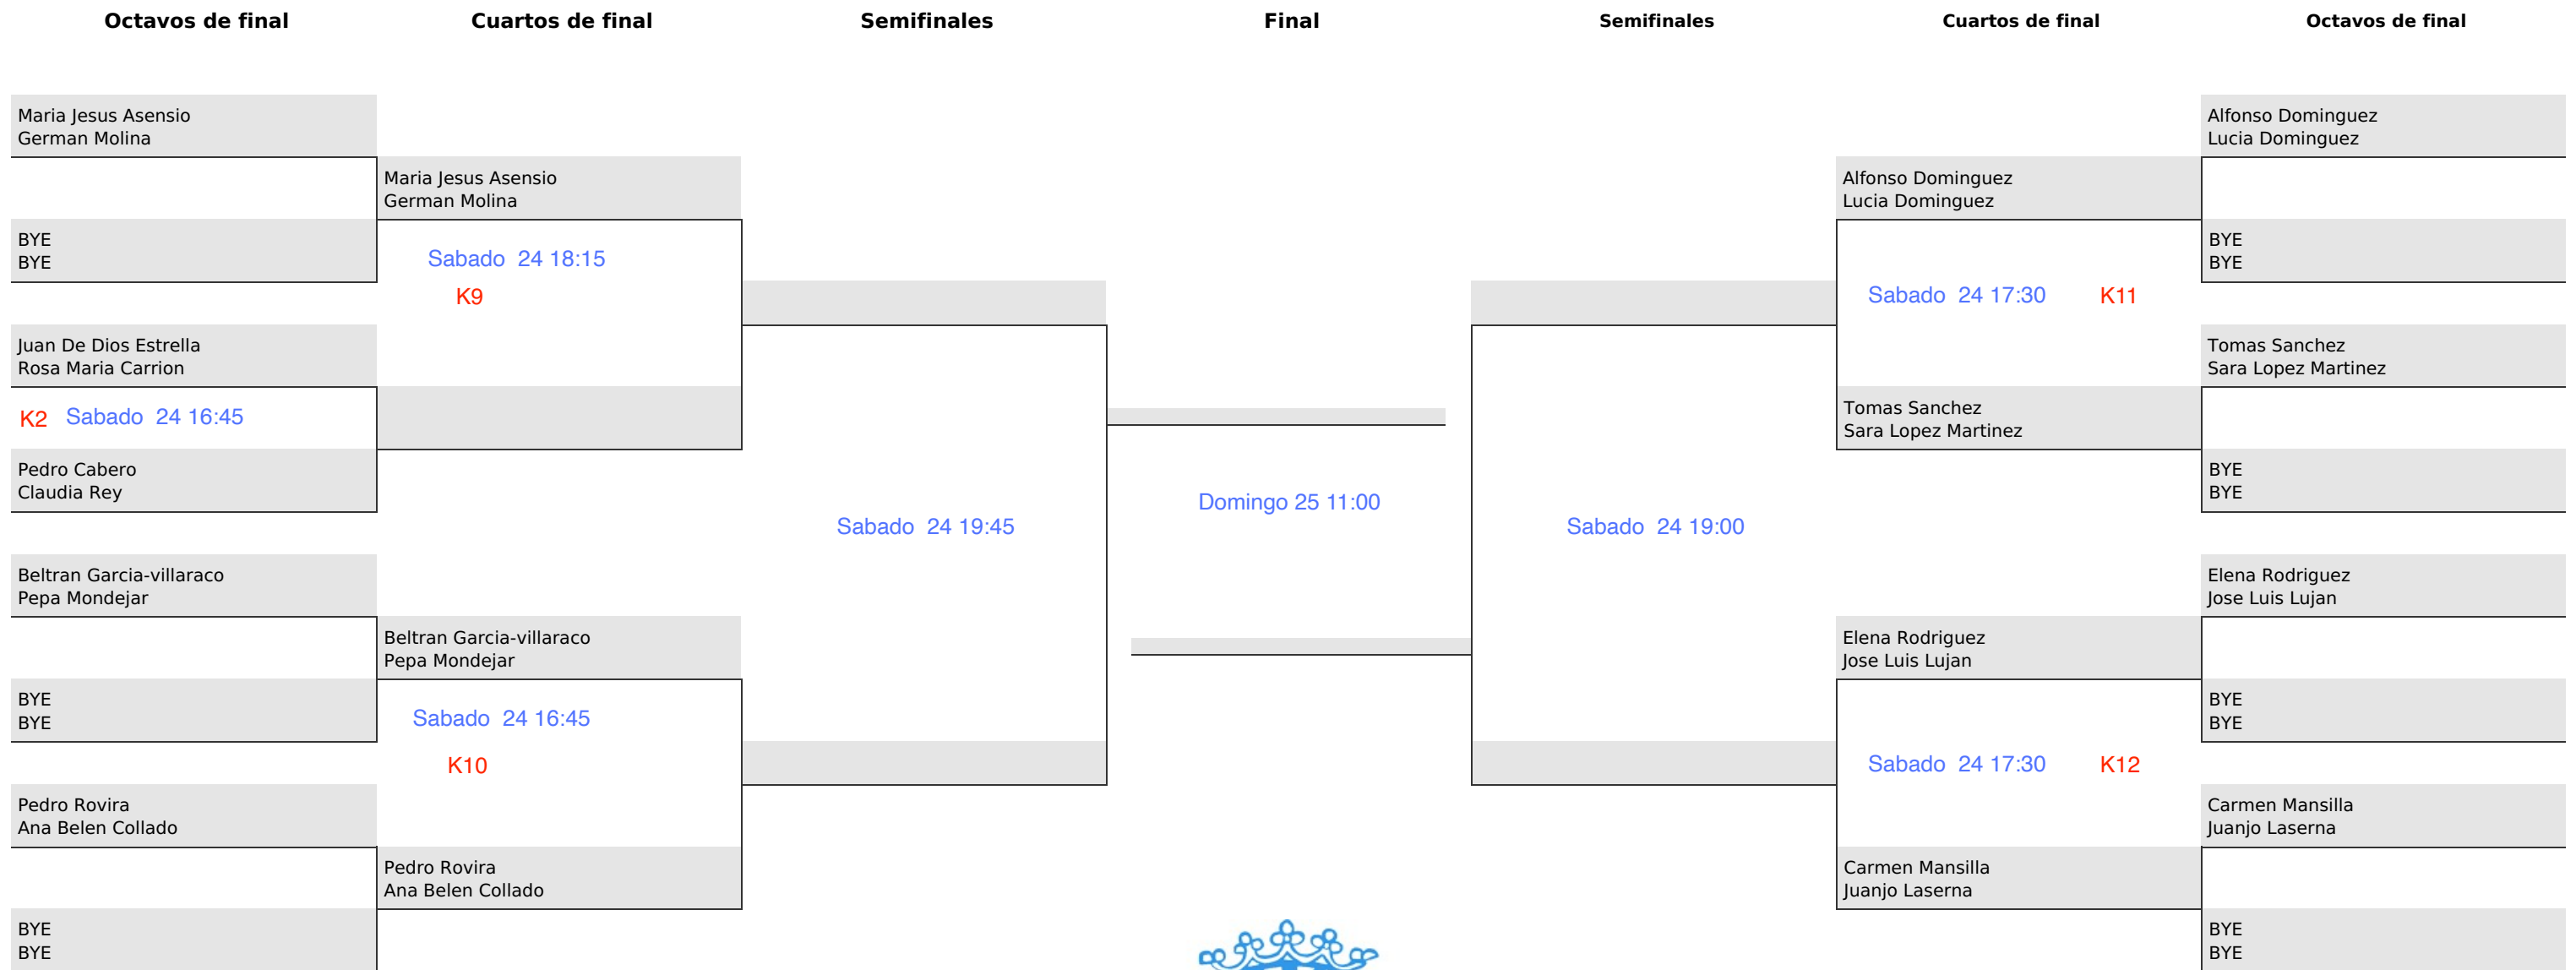 Octavos de final
Cuartos de final
Semifinales
Final
Semifinales
Cuartos de final
Octavos de final
Maria Jesus Asensio
German Molina
BYE
BYE
Juan De Dios Estrella
Rosa Maria Carrion
K2 Sabado 24 16:45
Pedro Cabero
Claudia Rey
Beltran Garcia-villaraco
Pepa Mondejar
BYE
BYE
Pedro Rovira
Ana Belen Collado
BYE
BYE
Maria Jesus Asensio
German Molina
Sabado 24 18:15
K9
Beltran Garcia-villaraco
Pepa Mondejar
Sabado 24 16:45
K10
Pedro Rovira
Ana Belen Collado
Sabado 24 19:45
Domingo 25 11:00
Sabado 24 19:00
Alfonso Dominguez
Lucia Dominguez
Sabado 24 17:30 K11
Tomas Sanchez
Sara Lopez Martinez
Elena Rodriguez
Jose Luis Lujan
Sabado 24 17:30 K12
Carmen Mansilla
Juanjo Laserna
Alfonso Dominguez
Lucia Dominguez
BYE
BYE
Tomas Sanchez
Sara Lopez Martinez
BYE
BYE
Elena Rodriguez
Jose Luis Lujan
BYE
BYE
Carmen Mansilla
Juanjo Laserna
BYE
BYE